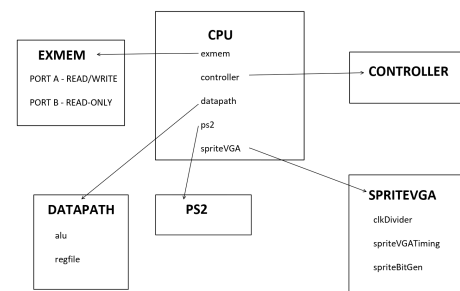 CPU
exmem
controller
datapath
ps2
spriteVGA
EXMEM
PORT A - READ/WRITE
PORT B - READ-ONLY
CONTROLLER
DATAPATH
alu
regfile
PS2
SPRITEVGA
clkDivider
spriteVGATiming
spriteBitGen